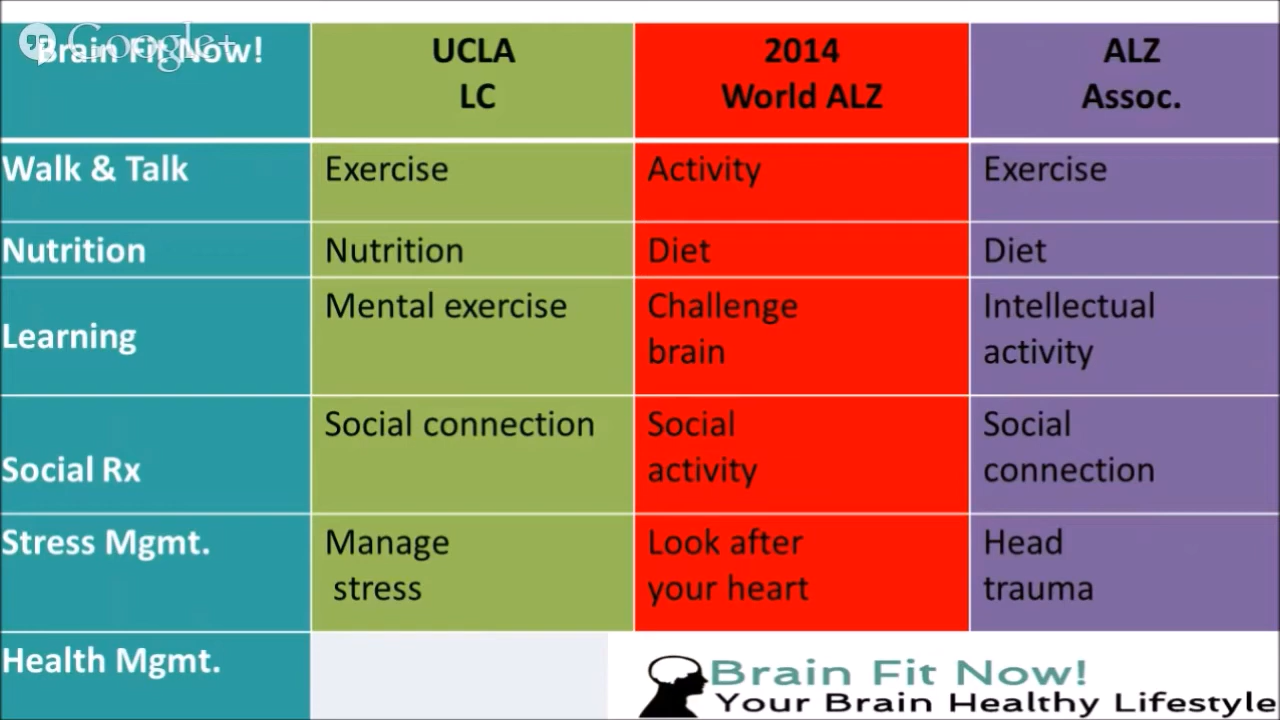 Google+
Brain Fit Now!
UCLA
LC
2014
World ALZ
ALZ
Assoc.
Walk & Talk
Exercise
Activity
Exercise
Nutrition
Nutrition
Diet
Diet
Learning
Mental exercise
Challenge
brain
Intellectual
activity
Social Rx
Social connection
Social
activity
Social
connection
Stress Mgmt.
Manage
stress
Look after
your heart
Head
trauma
Health Mgmt.
Brain Fit Now!
Your Brain Healthy Lifestyle